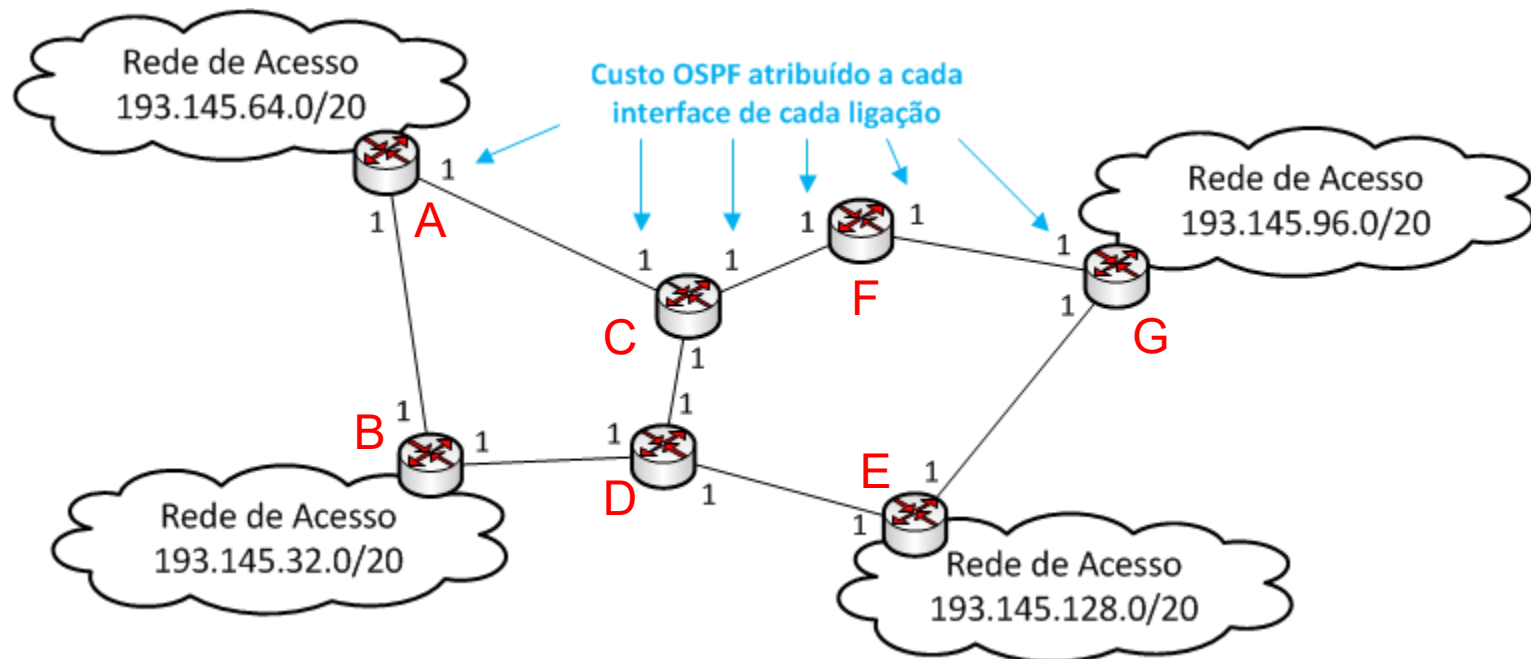 Rede de Acesso
193.145.64.0/20
Custo OSPF atribuído a cada
interface de cada ligação
Rede de Acesso
193.145.96.0/20
1
A
1
1
1
1
1
F
1
1
G
C
1
1
1
B
1
1
D
1
E
1
1
Rede de Acesso
193.145.32.0/20
Rede de Acesso
193.145.128.0/20